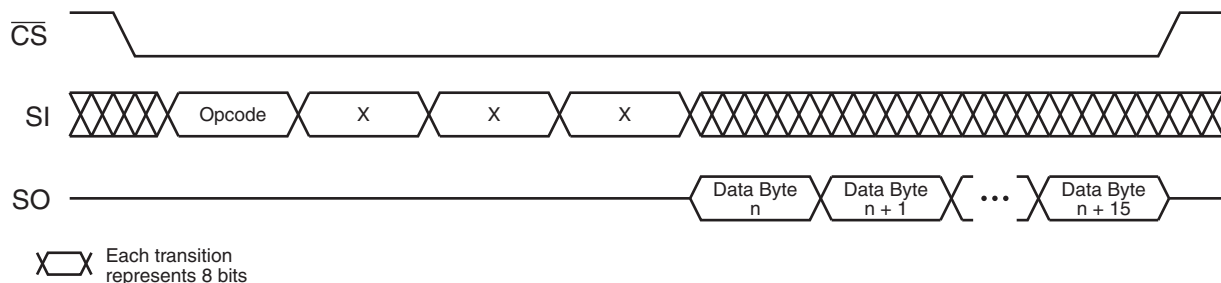 CS
SI
Opcode
X
X
X
SO
Data Byte
n
Data Byte
n + 1
•••
Data Byte
n + 15
Each transition
represents 8 bits